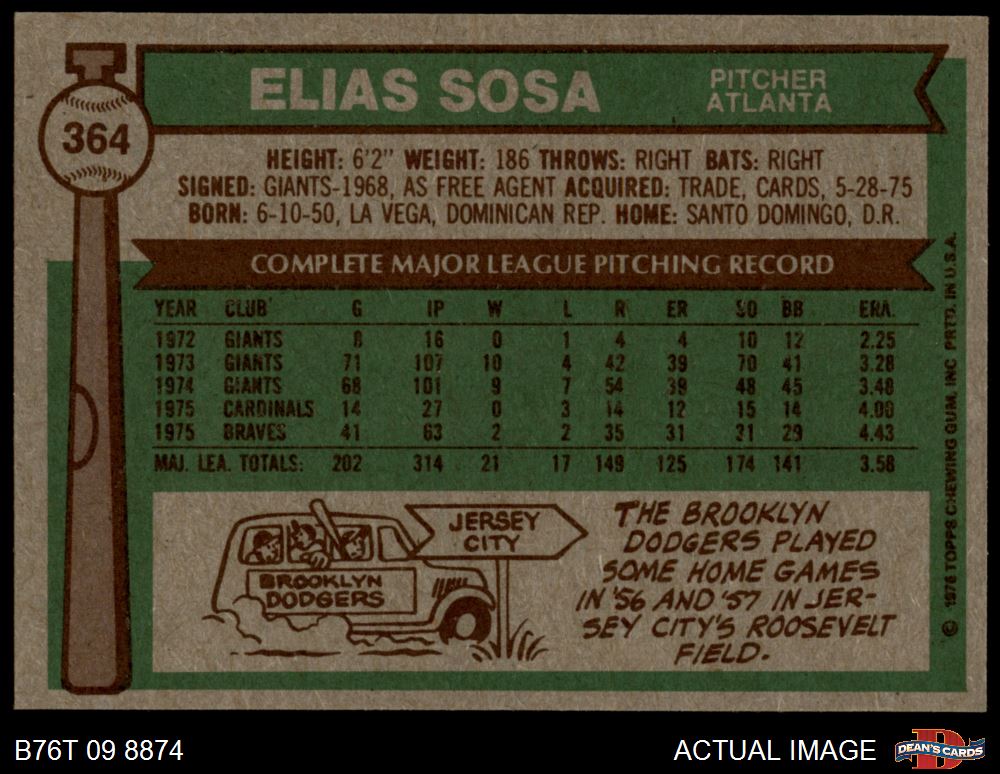 364
ELIAS SOSA
PITCHER
ATLANTA
HEIGHT: 6'2" WEIGHT: 186 THROWS: RIGHT BATS: RIGHT
SIGNED: GIANTS-1968, AS FREE AGENT ACQUIRED: TRADE, CARDS, 5-28-75
BORN: 6-10-50, LA VEGA, DOMINICAN REP. HOME: SANTO DOMINGO, D.R.
COMPLETE MAJOR LEAGUE PITCHING RECORD
YEAR CLUB G IP W L R ER SO BB ERA.
1972 GIANTS 8 16 0 1 4 4 10 12 2.25
1973 GIANTS 71 107 10 4 42 39 70 41 3.28
1974 GIANTS 68 101 9 7 54 39 48 45 3.48
1975 CARDINALS 14 27 0 3 14 12 15 14 4.00
1975 BRAVES 41 63 2 2 35 31 31 29 4.43
MAJ. LEA. TOTALS: 202 314 21 17 149 125 174 141 3.58
JERSEY
CITY
BROOKLYN
DODGERS
THE BROOKLYN
DODGERS PLAYED
SOME HOME GAMES
IN '56 AND '57 IN JER-
SEY CITY'S ROOSEVELT
FIELD.
© 1976 TOPPS CHEWING GUM, INC PRTD. IN U.S.A.
B76T 09 8874
ACTUAL IMAGE
D
DEAN'S CARDS